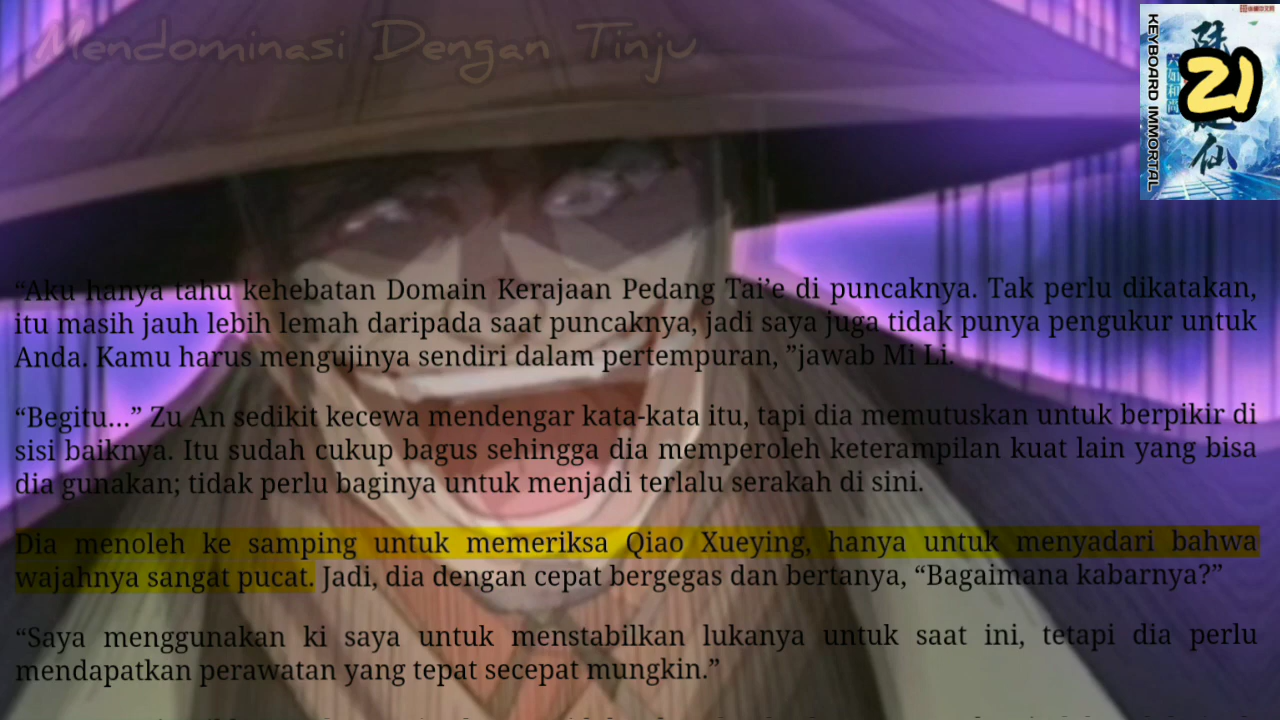 Mendominasi Dengan Tinju
KEYBOARD IMMORTAL
21
六如和尚
仙
“Aku hanya tahu kehebatan Domain Kerajaan Pedang Tai’e di puncaknya. Tak perlu dikatakan,
itu masih jauh lebih lemah daripada saat puncaknya, jadi saya juga tidak punya pengukur untuk
Anda. Kamu harus mengujinya sendiri dalam pertempuran, ”jawab Mi Li.
“Begitu...” Zu An sedikit kecewa mendengar kata-kata itu, tapi dia memutuskan untuk berpikir di
sisi baiknya. Itu sudah cukup bagus sehingga dia memperoleh keterampilan kuat lain yang bisa
dia gunakan; tidak perlu baginya untuk menjadi terlalu serakah di sini.
Dia menoleh ke samping untuk memeriksa Qiao Xueying, hanya untuk menyadari bahwa
wajahnya sangat pucat. Jadi, dia dengan cepat bergegas dan bertanya, “Bagaimana kabarnya?”
“Saya menggunakan ki saya untuk menstabilkan lukanya untuk saat ini, tetapi dia perlu
mendapatkan perawatan yang tepat secepat mungkin.”